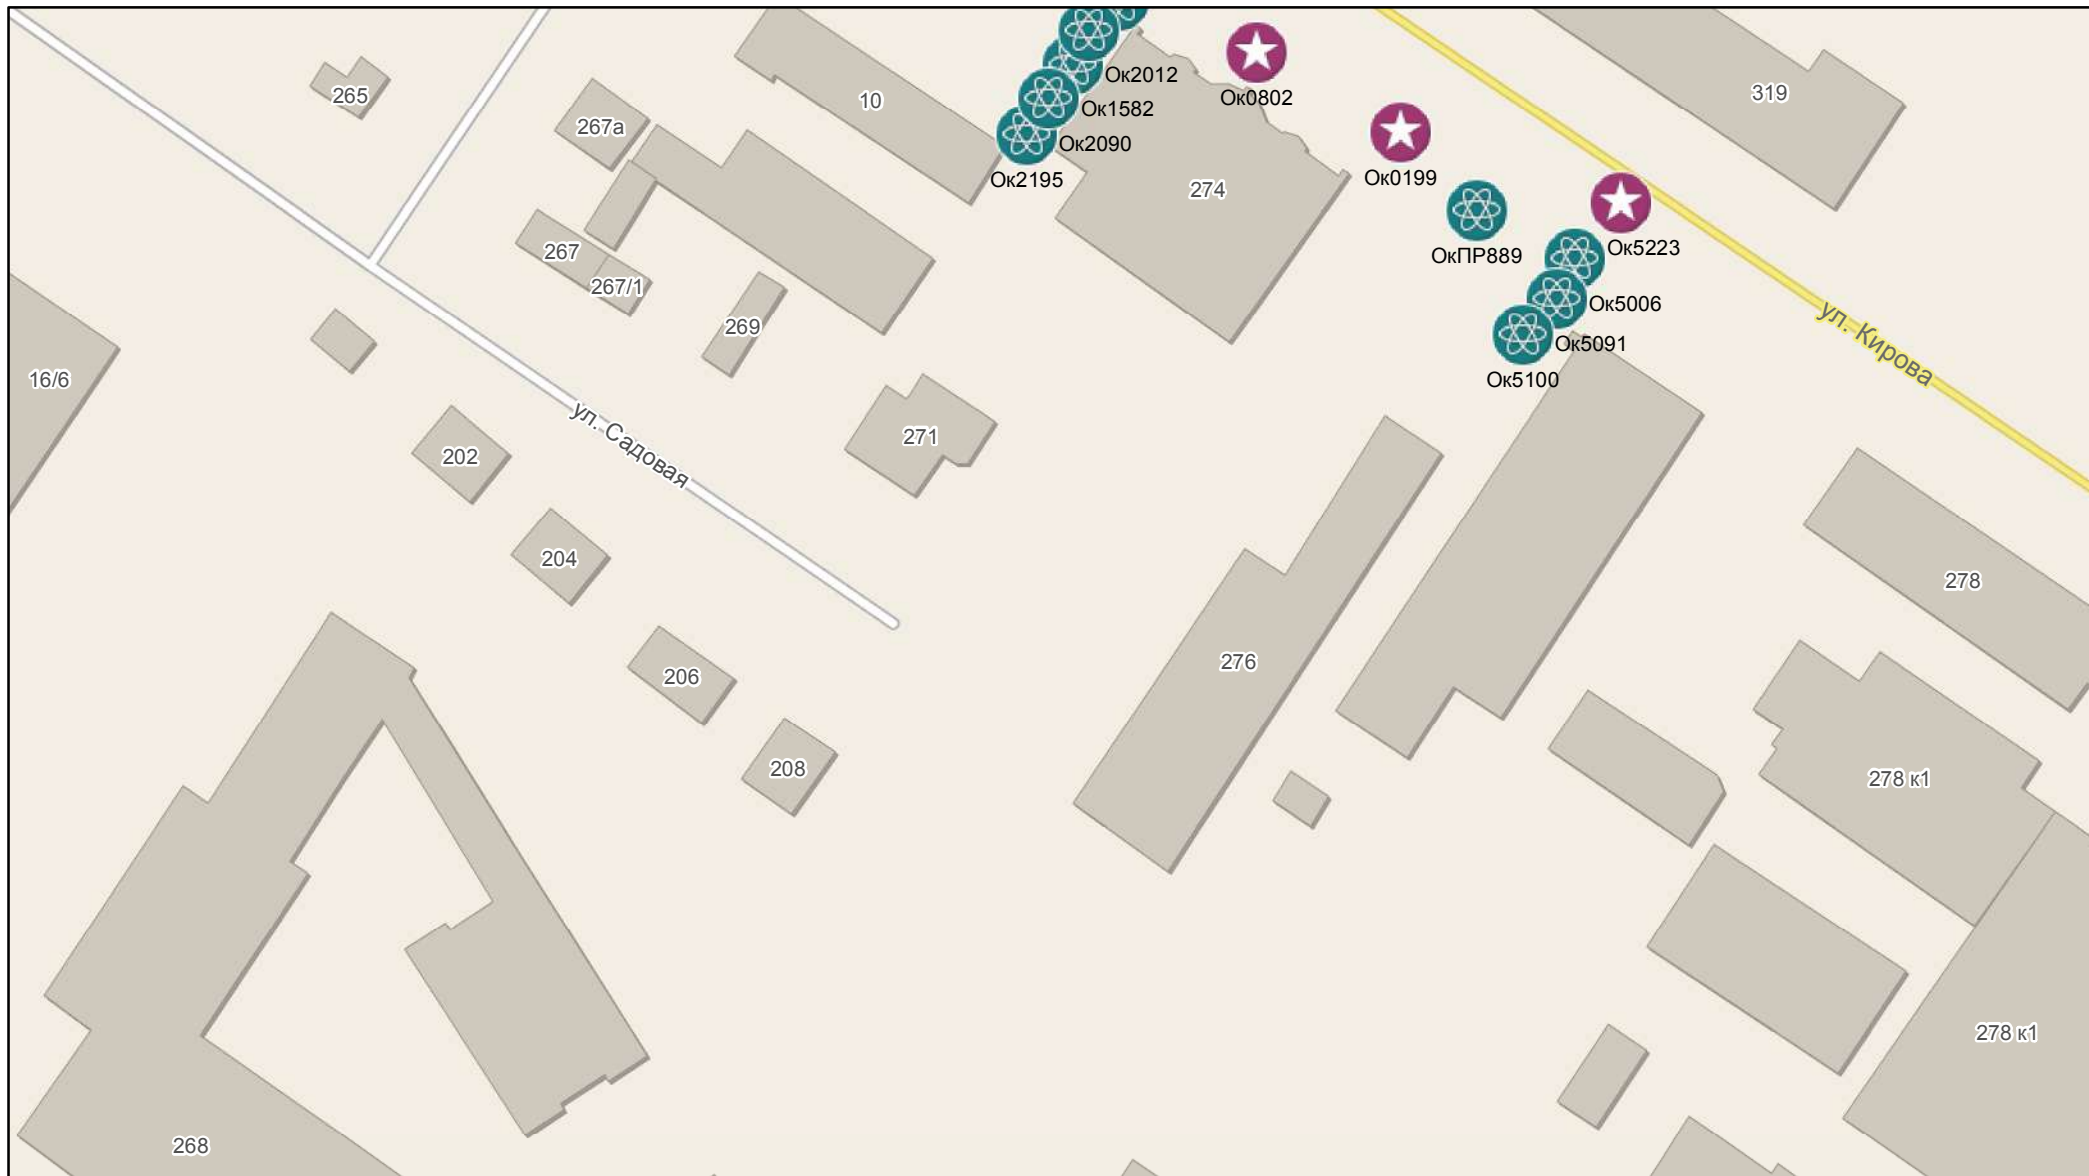 265
267а
10
Ок2012
Ок1582
Ок2090
Ок2195
Ок0802
319
Ок0199
274
ОкПР889
Ок5223
Ок5006
Ок5091
Ок5100
267
267/1
269
ул. Кирова
16/6
ул. Садовая
271
202
204
206
208
276
278
278 к1
278 к1
268